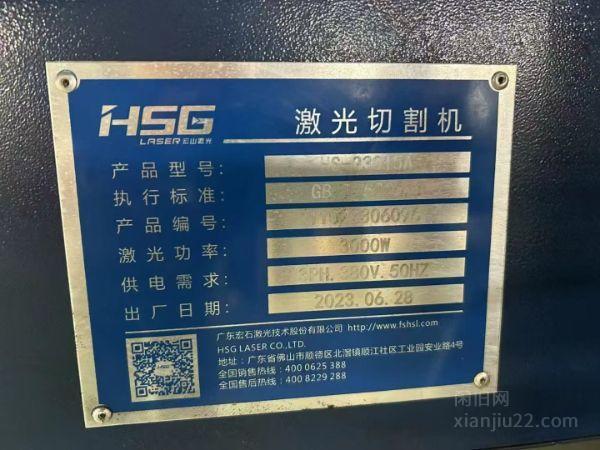 HSG
LASER 宏山激光
激光切割机
产品型号:
执行标准:
产品编号:
激光功率: 3000W
供电需求: 3PH.380V.50HZ
出厂日期: 2023.06.28
广东宏石激光技术股份有限公司 http://www.fshsl.com
HSG LASER CO.,LTD.
地址:广东省佛山市顺德区北滘镇顺江社区工业园安业路4号
全国销售热线:400 0625 388
全国售后热线:400 8229 288
闲旧网
xianjiu22.com